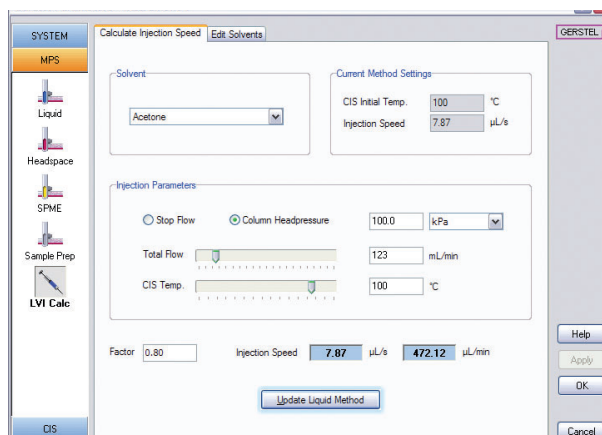 SYSTEM
MPS
Liquid
Headspace
SPME
Sample Prep
LVI Calc
CIS
Calculate Injection Speed Edit Solvents
Solvent
Acetone
Current Method Settings
CIS Initial Temp. 100 °C
Injection Speed 7.87 µL/s
Injection Parameters
Stop Flow Column Headpressure 100.0 kPa
Total Flow 123 mL/min
CIS Temp. 100 °C
Factor 0.80 Injection Speed 7.87 µL/s 472.12 µL/min
Update Liquid Method
GERSTEL
Help
Apply
OK
Cancel